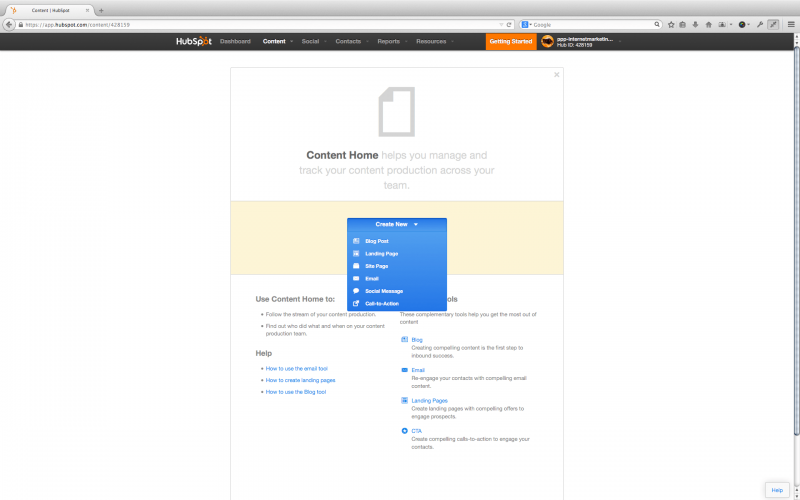 Content | HubSpot
https://app.hubspot.com/content/428159
Google
HubSpot Dashboard Content Social Contacts Reports Resources Getting Started ppp-internetmarketin...
Hub ID: 428159
Content Home helps you manage and
track your content production across your
team.
Create New
Blog Post
Landing Page
Site Page
Email
Social Message
Call-to-Action
Use Content Home to:
• Follow the stream of your content production.
• Find out who did what and when on your content
production team.
Help
• How to use the email tool
• How to create landing pages
• How to use the Blog tool
ols
These complementary tools help you get the most out of
content
Blog
Creating compelling content is the first step to
inbound success.
Email
Re-engage your contacts with compelling email
content.
Landing Pages
Create landing pages with compelling offers to
engage prospects.
CTA
Create compelling calls-to-action to engage your
contacts.
Help